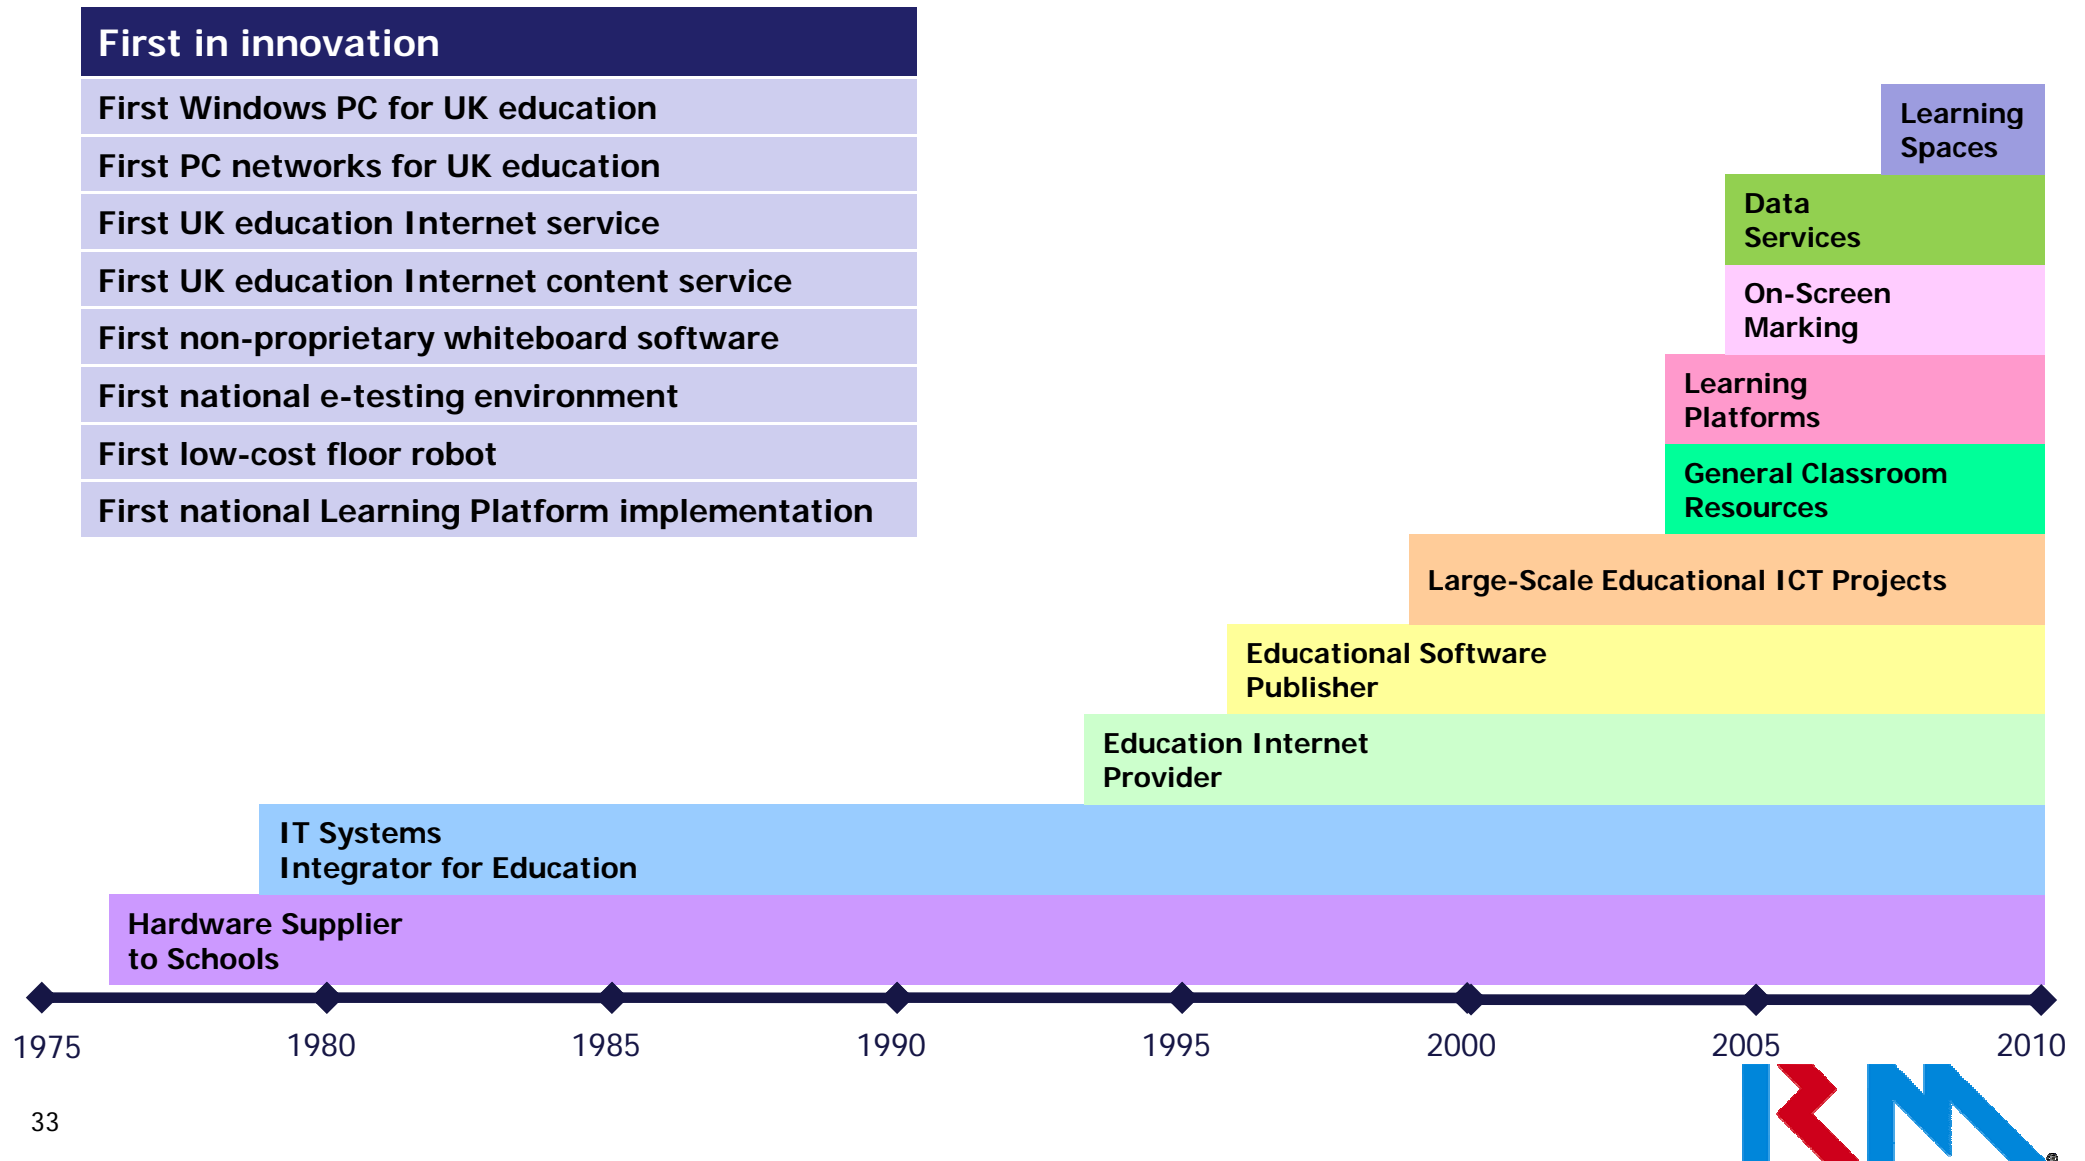 First in innovation
First Windows PC for UK education
First PC networks for UK education
First UK education Internet service
First UK education Internet content service
First non-proprietary whiteboard software
First national e-testing environment
First low-cost floor robot
First national Learning Platform implementation
Learning
Spaces
Data
Services
On-Screen
Marking
Learning
Platforms
General Classroom
Resources
Large-Scale Educational ICT Projects
Educational Software
Publisher
Education Internet
Provider
IT Systems
Integrator for Education
Hardware Supplier
to Schools
1975 1980 1985 1990 1995 2000 2005 2010
RM®
33